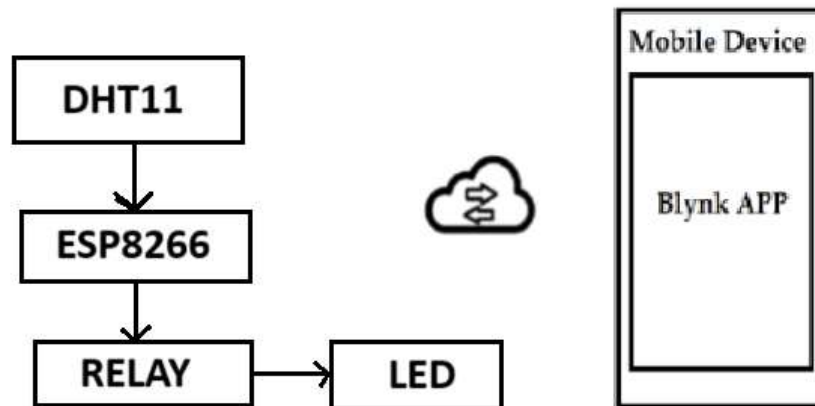 Mobile Device
DHT11
Blynk APP
ESP8266
RELAY
LED